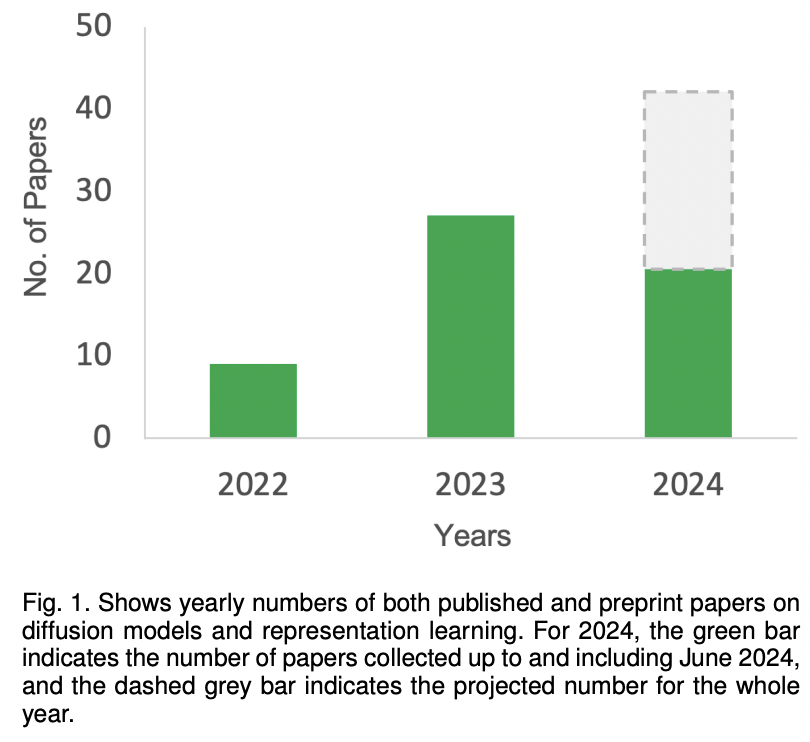 50
40
30
20
10
0
No. of Papers
2022 2023 2024
Years
Fig. 1. Shows yearly numbers of both published and preprint papers on
diffusion models and representation learning. For 2024, the green bar
indicates the number of papers collected up to and including June 2024,
and the dashed grey bar indicates the projected number for the whole
year.